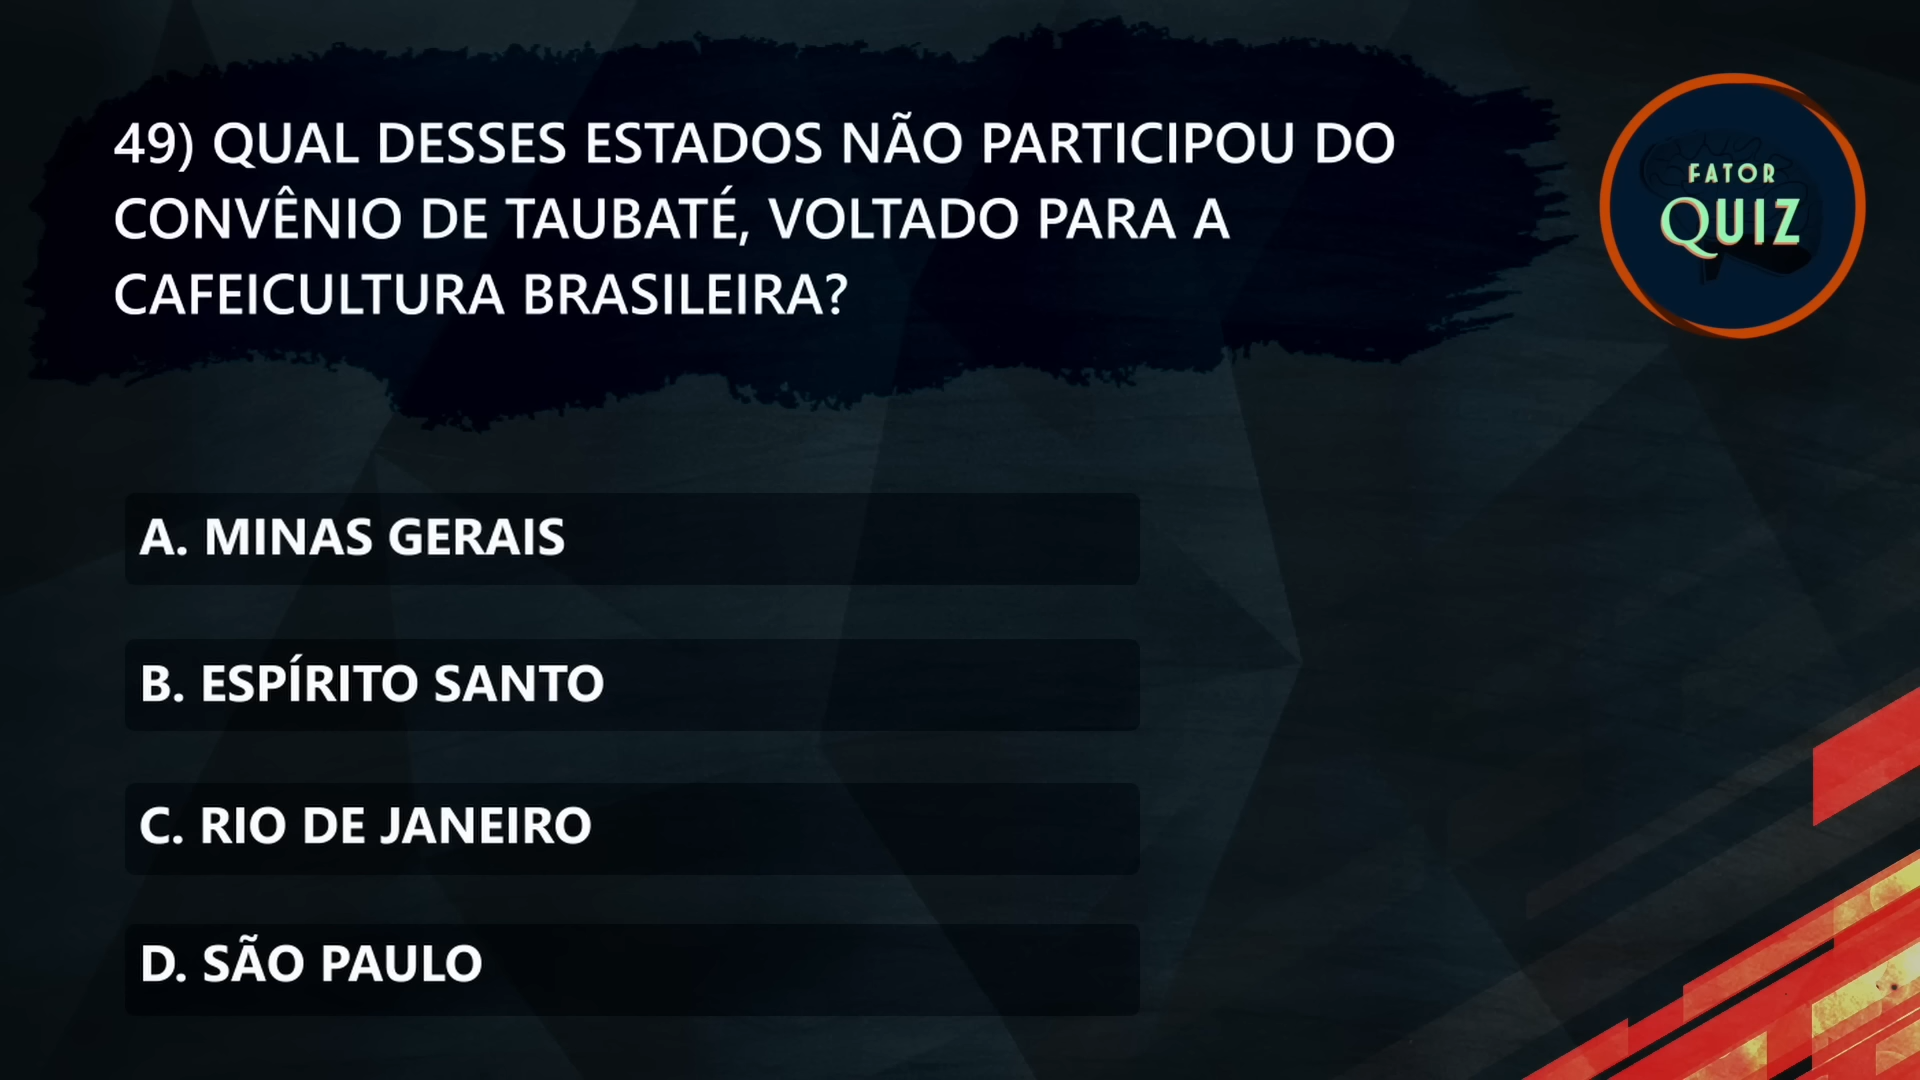 49) QUAL DESSES ESTADOS NÃO PARTICIPOU DO
CONVÊNIO DE TAUBATÉ, VOLTADO PARA A
CAFEICULTURA BRASILEIRA?
FATOR
QUIZ
A. MINAS GERAIS
B. ESPÍRITO SANTO
C. RIO DE JANEIRO
D. SÃO PAULO